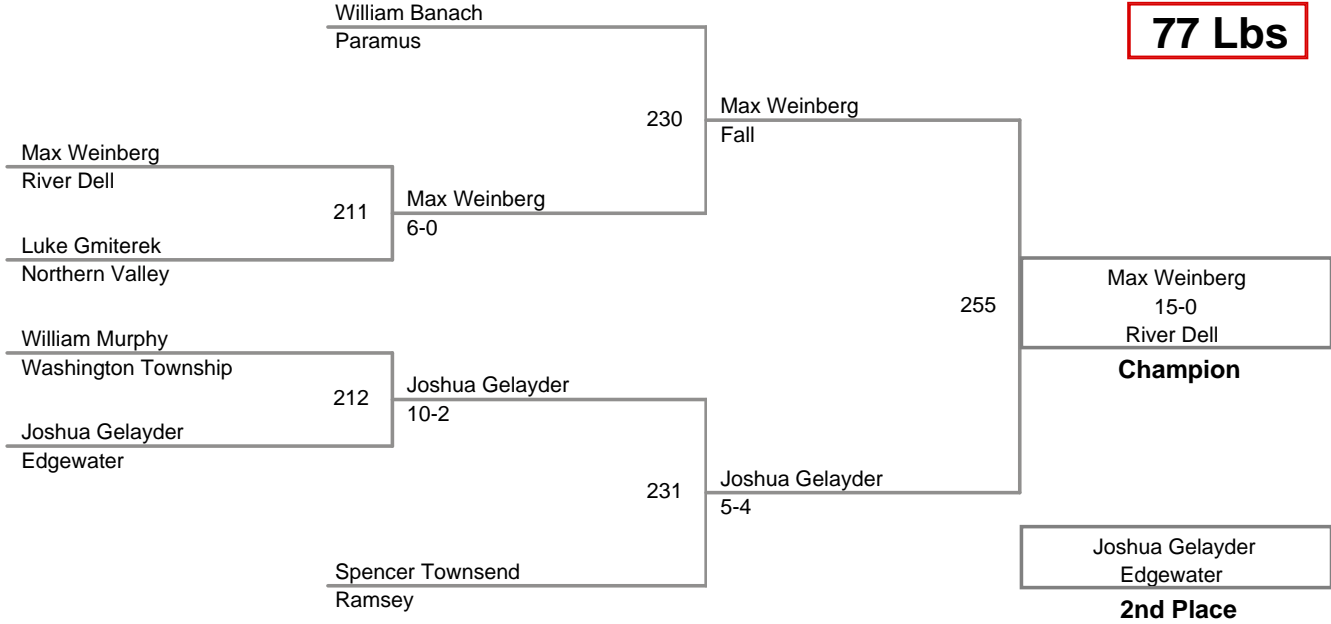 William Banach
Paramus
77 Lbs
230
Max Weinberg
Fall
Max Weinberg
River Dell
211
Max Weinberg
6-0
Luke Gmiterek
Northern Valley
255
Max Weinberg
15-0
River Dell
Champion
William Murphy
Washington Township
212
Joshua Gelayder
10-2
Joshua Gelayder
Edgewater
231
Joshua Gelayder
5-4
Spencer Townsend
Ramsey
Joshua Gelayder
Edgewater
2nd Place